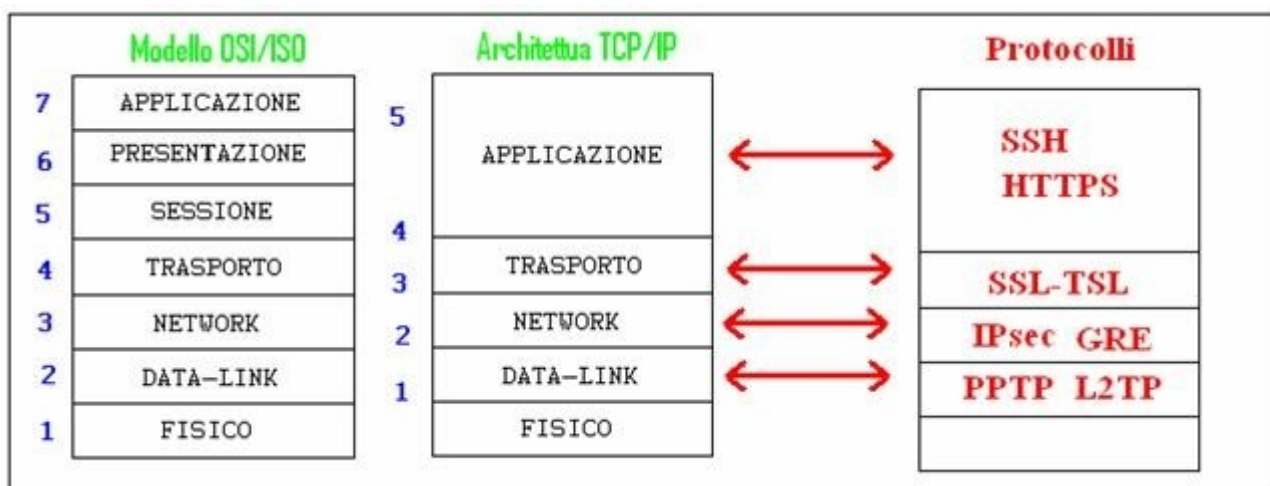 Modello OSI/ISO
7 APPLICAZIONE
6 PRESENTAZIONE
5 SESSIONE
4 TRASPORTO
3 NETWORK
2 DATA-LINK
1 FISICO
Architettua TCP/IP
5
APPLICAZIONE
4
TRASPORTO
3
NETWORK
2
DATA-LINK
1
FISICO
Protocolli
SSH
HTTPS
SSL-TSL
IPsec GRE
PPTP L2TP